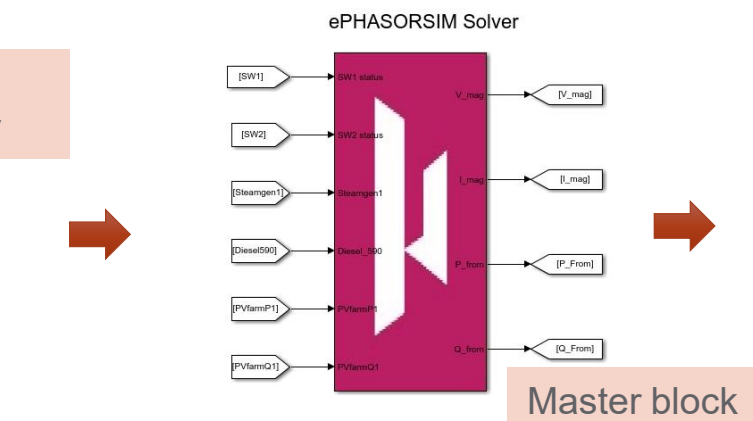 ePHASORSIM Solver
[SW1]
SW1 status
[SW2]
SW2 status
[Steamgen1]
Steamgen1
[Diesel590]
Diesel_590
[PVfarmP1]
PVfarmP1
[PVfarmQ1]
PVfarmQ1
V_mag
[V_mag]
I_mag
[I_mag]
P_from
[P_From]
Q_from
[Q_From]
Master block